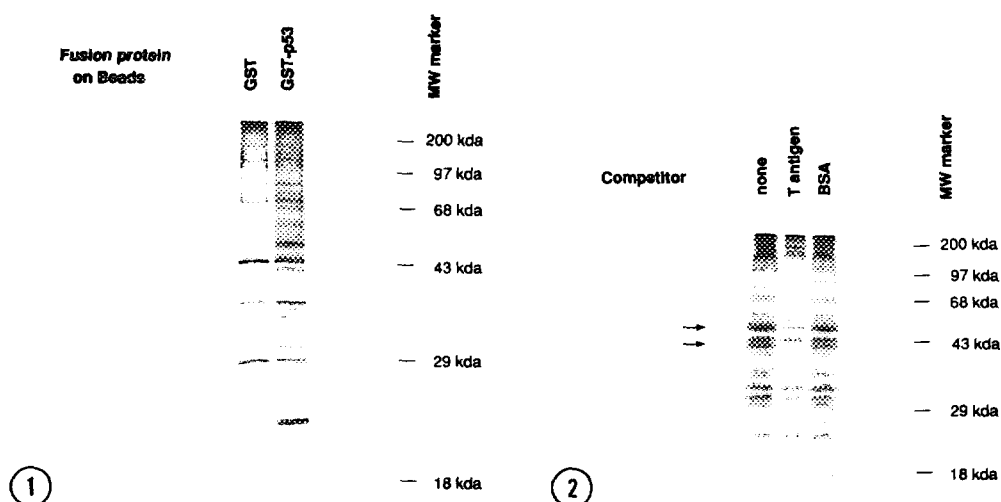 Fusion protein
on Beads
GST
GST-p53
MW marker
200 kda
97 kda
68 kda
43 kda
29 kda
18 kda
1
Competitor
none
T antigen
BSA
MW marker
200 kda
97 kda
68 kda
43 kda
29 kda
18 kda
2